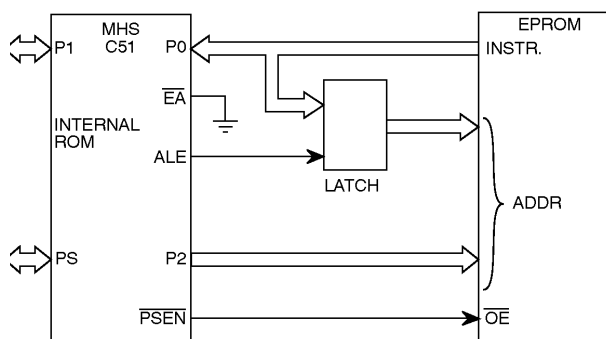 MHS
C51
P1
P0
EPROM
INSTR.
EA
INTERNAL
ROM
ALE
LATCH
ADDR
PS
P2
PSEN
OE